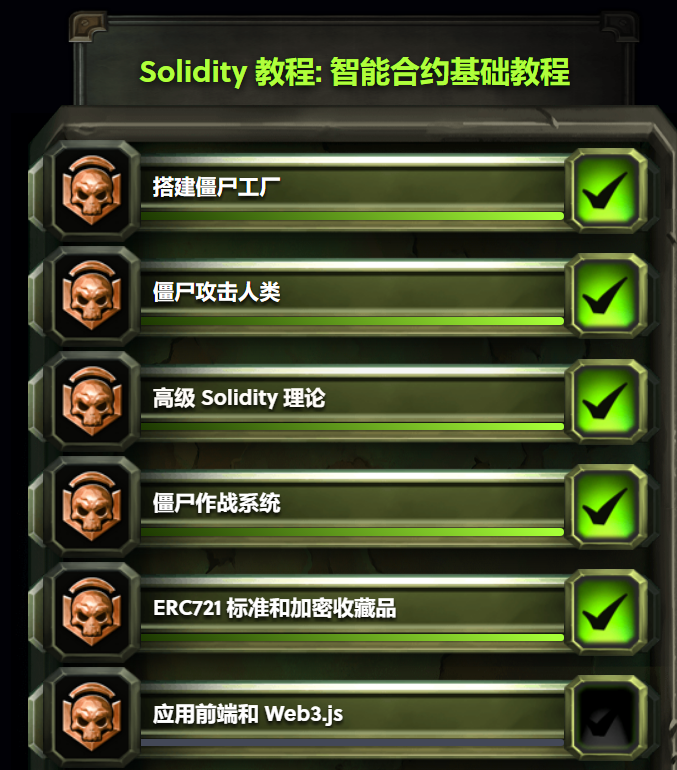 Solidity 教程: 智能合约基础教程
搭建僵尸工厂
僵尸攻击人类
高级 Solidity 理论
僵尸作战系统
ERC721 标准和加密收藏品
应用前端和 Web3.js